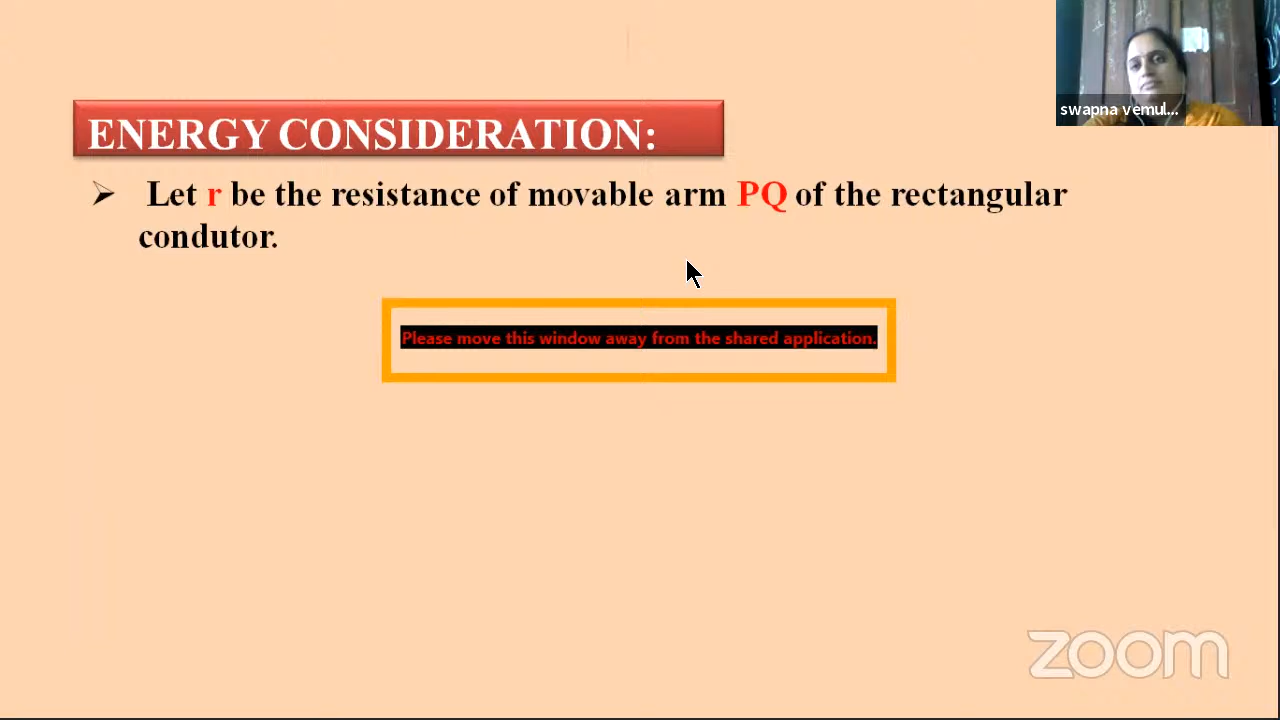 swapna vemul...
ENERGY CONSIDERATION:
Let r be the resistance of movable arm PQ of the rectangular
condutor.
Please move this window away from the shared application.
zoom